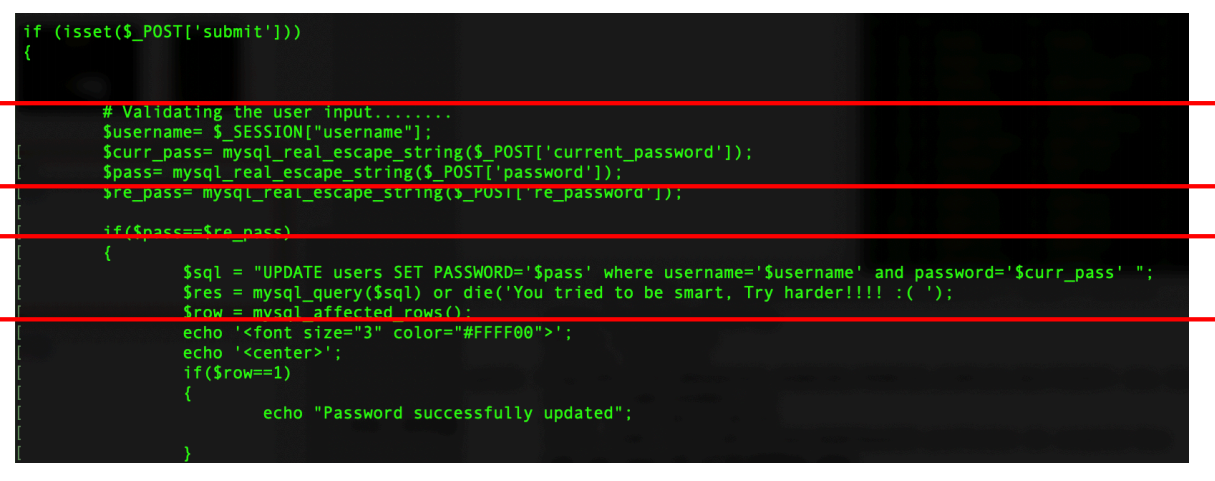 if (isset($_POST['submit']))
{
# Validating the user input........
$username= $_SESSION["username"];
[ $curr_pass= mysql_real_escape_string($_POST['current_password']);
[ $pass= mysql_real_escape_string($_POST['password']);
[ $re_pass= mysql_real_escape_string($_POST['re_password']);
[
[ if($pass==$re_pass)
[ {
[ $sql = "UPDATE users SET PASSWORD='$pass' where username='$username' and password='$curr_pass' ";
[ $res = mysql_query($sql) or die('You tried to be smart, Try harder!!!! :( ');
[ $row = mysql_affected_rows();
[ echo '<font size="3" color="#FFFF00">';
[ echo '<center>';
[ if($row==1)
[ {
[ echo "Password successfully updated";
[
[ }